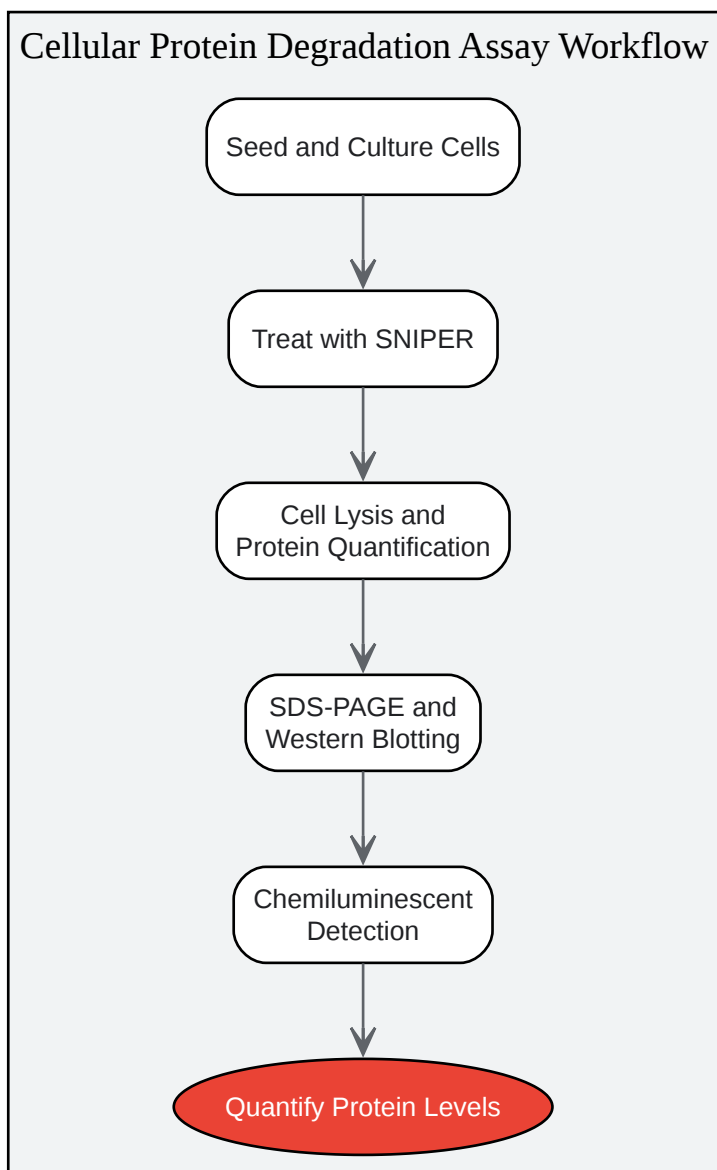 Cellular Protein Degradation Assay Workflow
Seed and Culture Cells
Treat with SNIPER
Cell Lysis and
Protein Quantification
SDS-PAGE and
Western Blotting
Chemiluminescent
Detection
Quantify Protein Levels